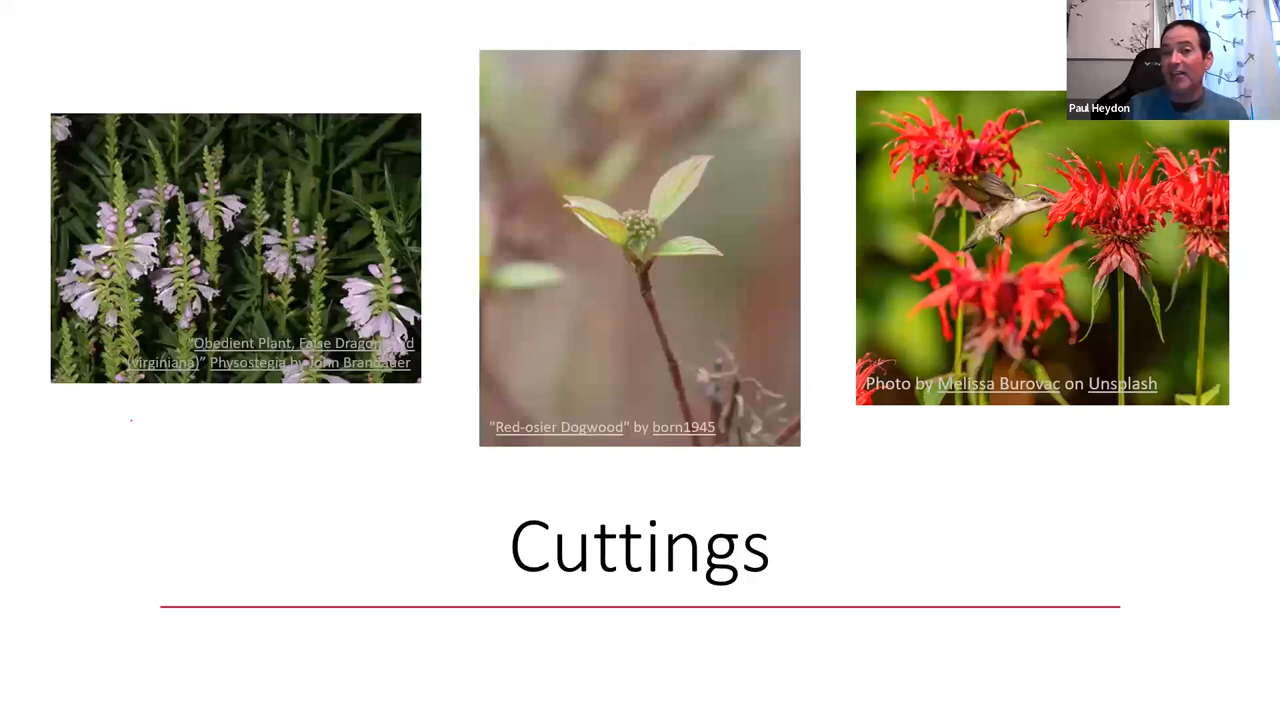 Paul Heydon
"Obedient Plant, False Dragonhead
(virginiana)" Physostegia by John Brandauer
"Red-osier Dogwood" by born1945
Photo by Melissa Burovac on Unsplash
Cuttings